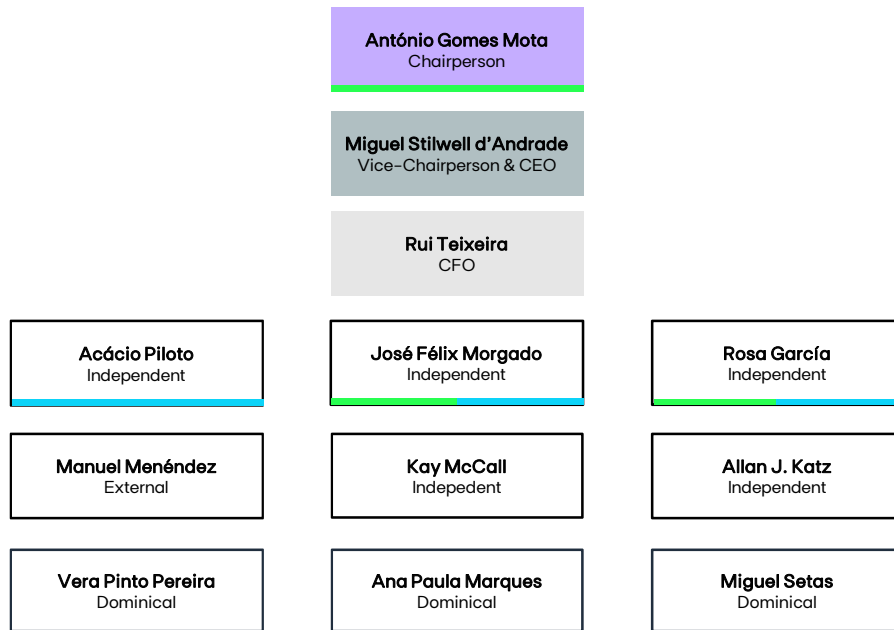 António Gomes Mota
Chairperson
Miguel Stilwell d’Andrade
Vice-Chairperson & CEO
Rui Teixeira
CFO
Acácio Piloto
Independent
José Félix Morgado
Independent
Rosa García
Independent
Manuel Menéndez
External
Kay McCall
Indepedent
Allan J. Katz
Independent
Vera Pinto Pereira
Dominical
Ana Paula Marques
Dominical
Miguel Setas
Dominical